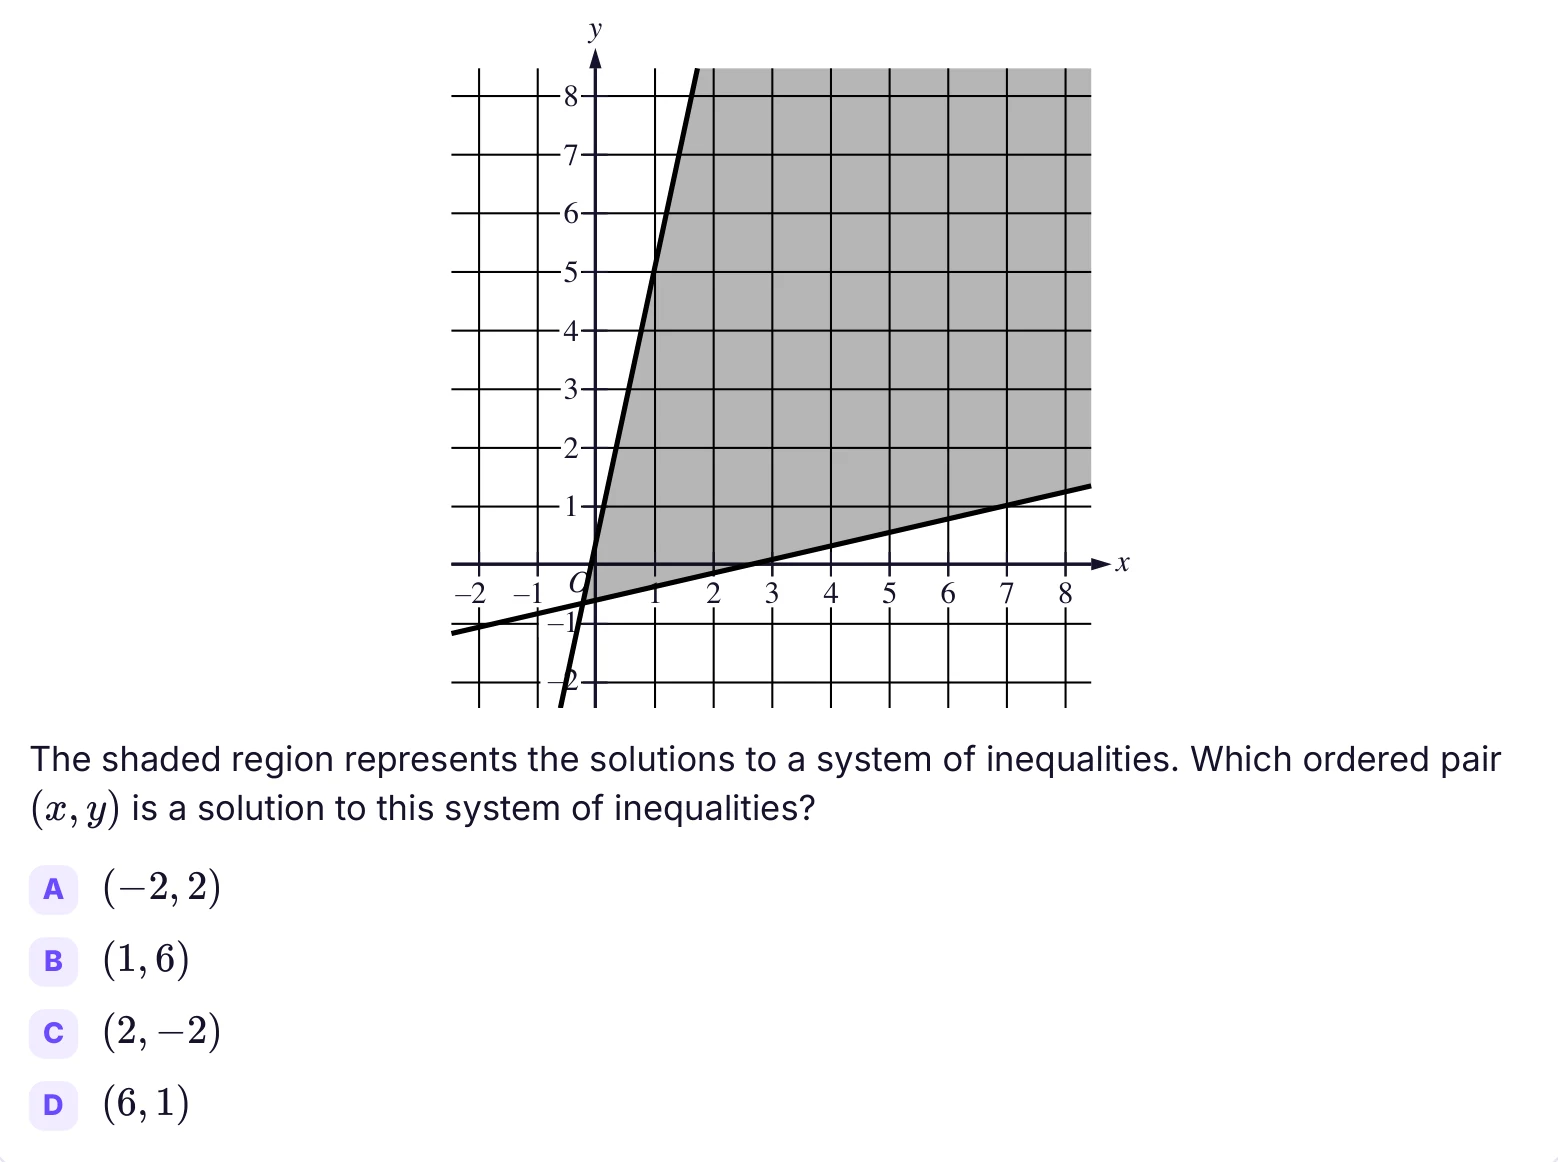 y
8
7
6
5
4
3
2
1
O
x
–2 –1 1 2 3 4 5 6 7 8
–1
–2
The shaded region represents the solutions to a system of inequalities. Which ordered pair
(x, y) is a solution to this system of inequalities?
A (−2, 2)
B (1, 6)
C (2, −2)
D (6, 1)